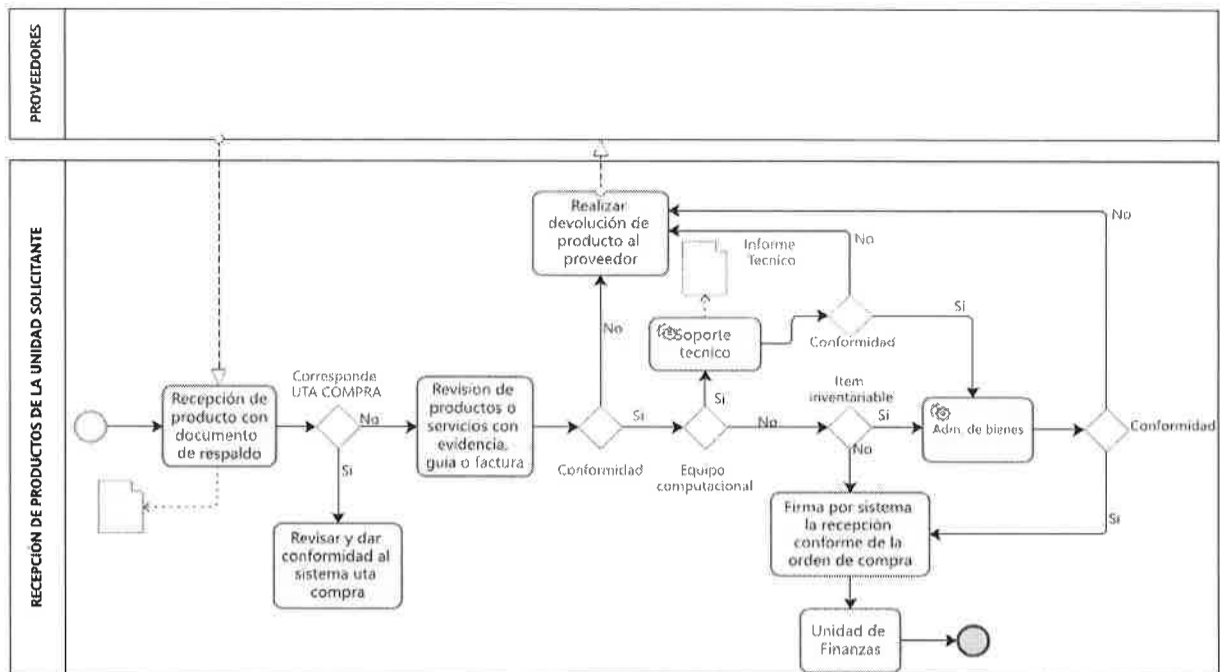 PROVEEDORES
RECEPCIÓN DE PRODUCTOS DE LA UNIDAD SOLICITANTE
Recepción de
producto con
documento
de respaldo
Corresponde
UTA COMPRA
No
Si
Revisar y dar
conformidad al
sistema uta
compra
Revision de
productos o
servicios con
evidencia,
guia o factura
Conformidad
No
Si
Realizar
devolución de
producto al
proveedor
Equipo
computacional
Si
No
Soporte
tecnico
Informe
Tecnico
Conformidad
No
Si
Item
inventariable
Si
No
Adm. de bienes
Conformidad
No
Si
Firma por sistema
la recepción
conforme de la
orden de compra
Unidad de
Finanzas